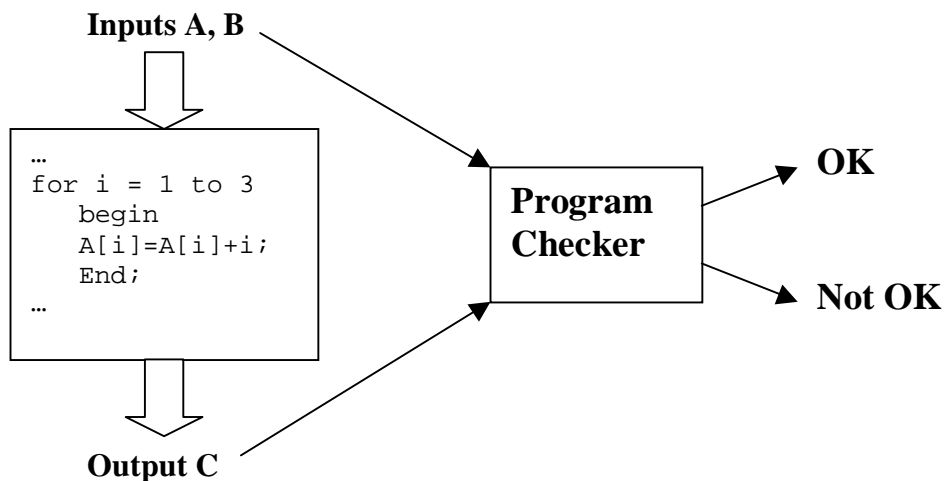 Inputs A, B
…
for i = 1 to 3
begin
A[i]=A[i]+i;
End;
…
Output C
Program
Checker
OK
Not OK